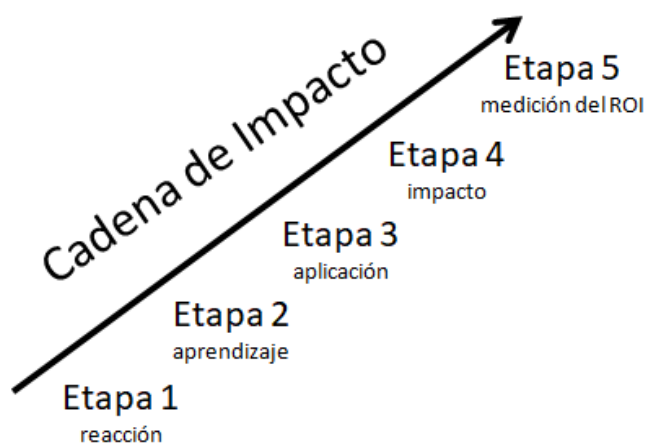 Cadena de Impacto
Etapa 5
medición del ROI
Etapa 4
impacto
Etapa 3
aplicación
Etapa 2
aprendizaje
Etapa 1
reacción